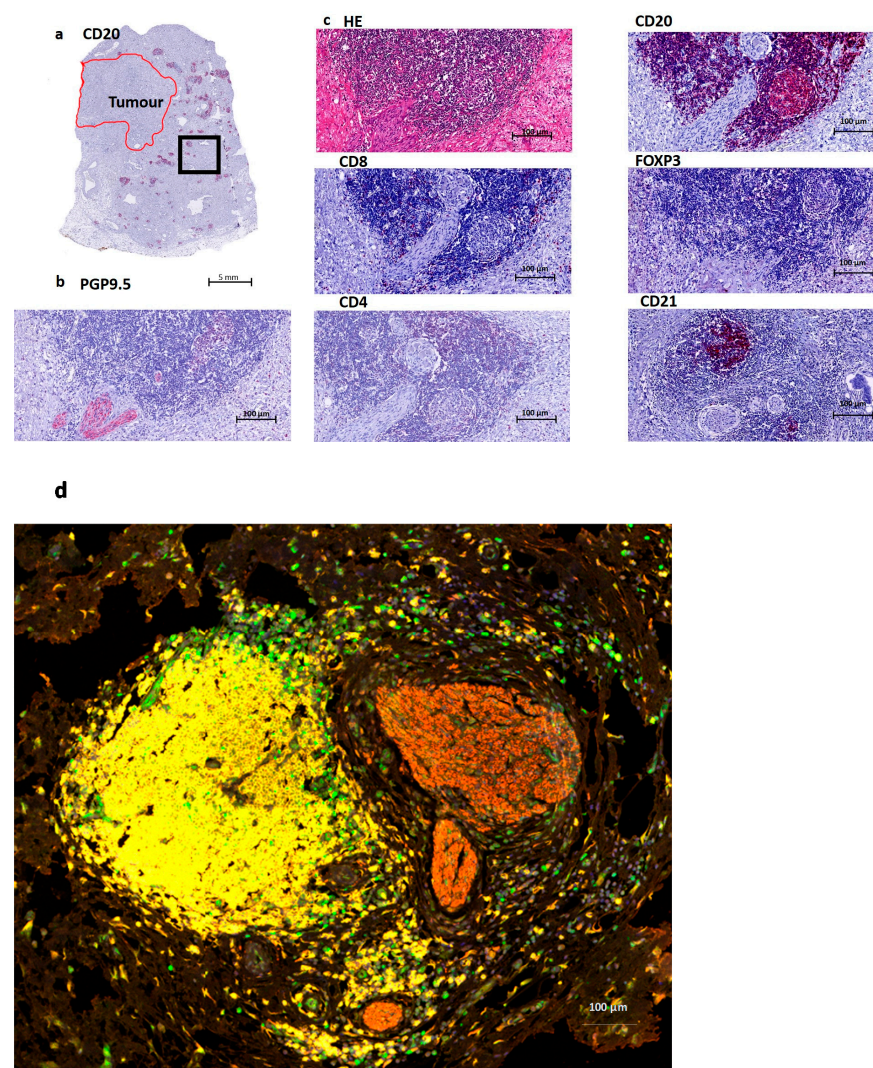 a
CD20
Tumour
5 mm
b
PGP9.5
100 µm
c
HE
100 µm
CD8
100 µm
CD4
100 µm
CD20
100 µm
FOXP3
100 µm
CD21
100 µm
d
100 µm